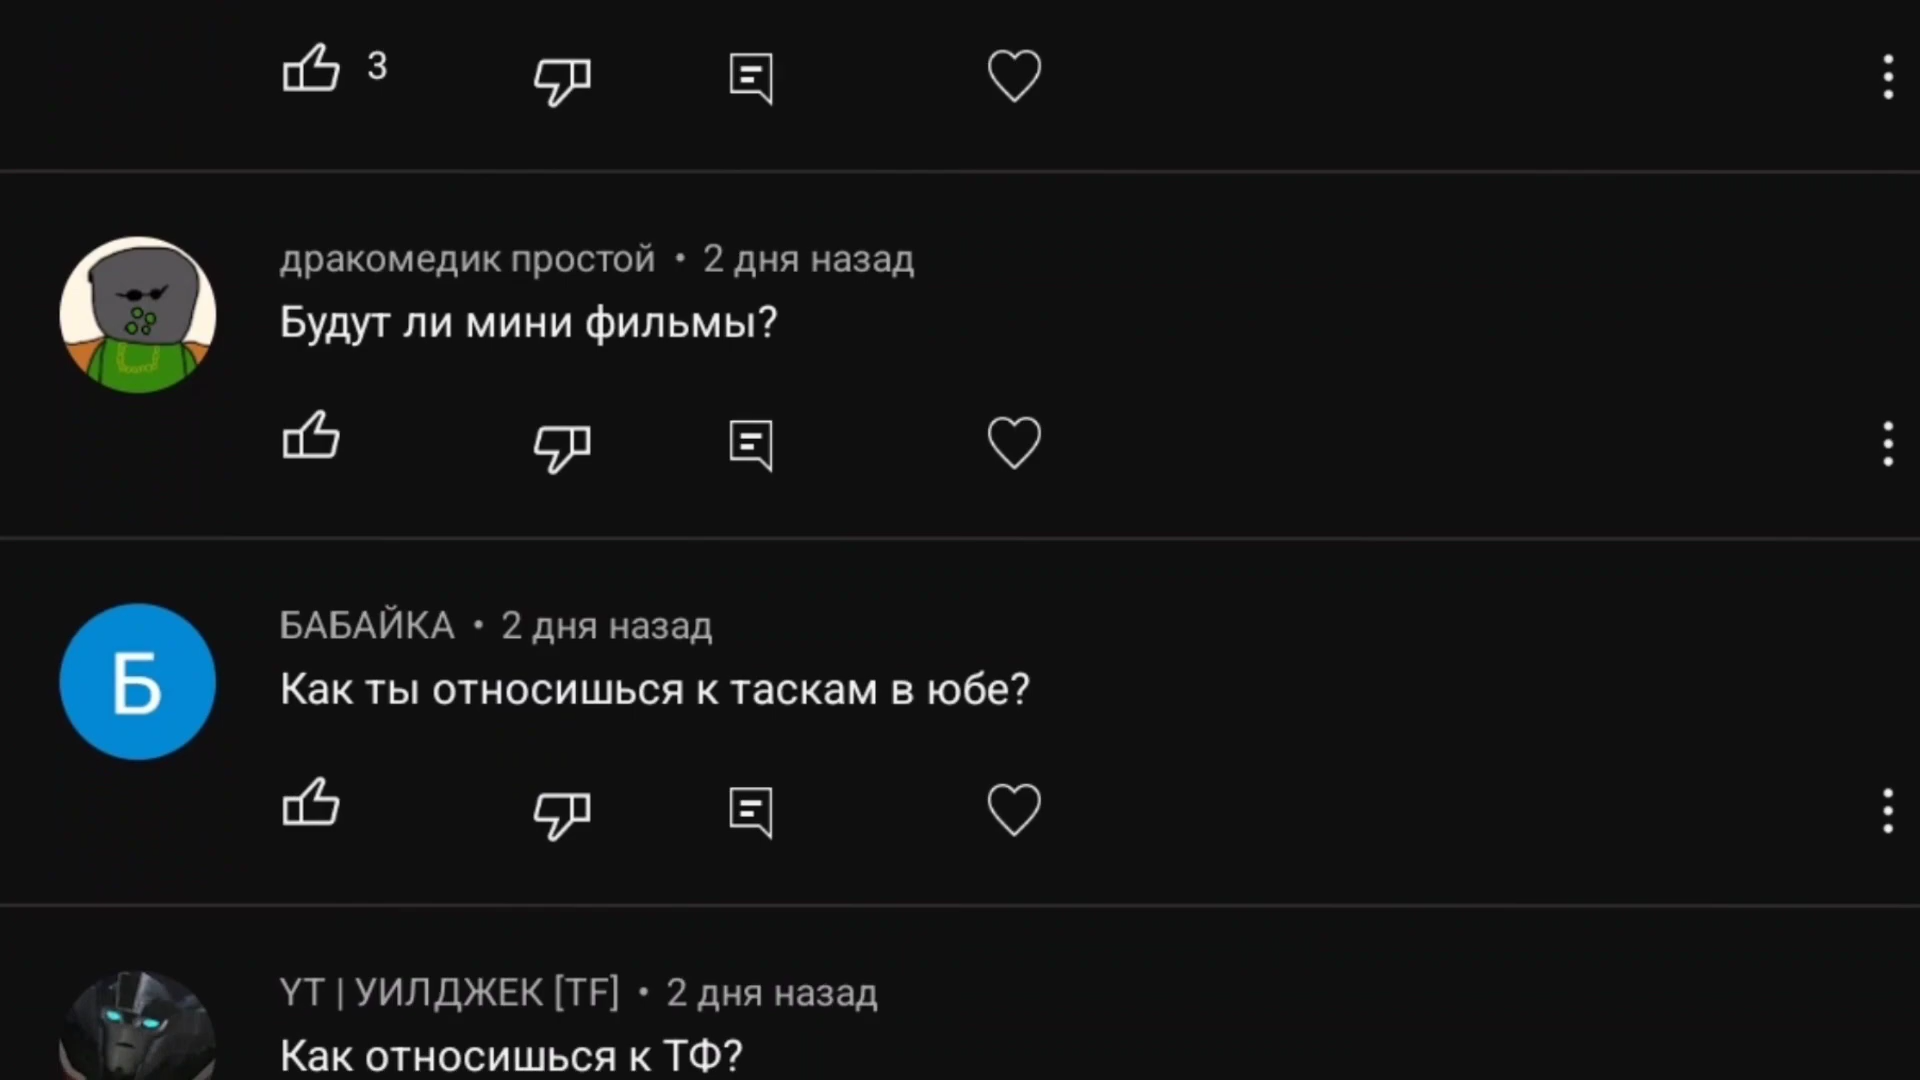 3
дракомедик простой • 2 дня назад
Будут ли мини фильмы?
Б
БАБАЙКА • 2 дня назад
Как ты относишься к таскам в юбе?
YT | УИЛДЖЕК [TF] • 2 дня назад
Как относишься к ТФ?